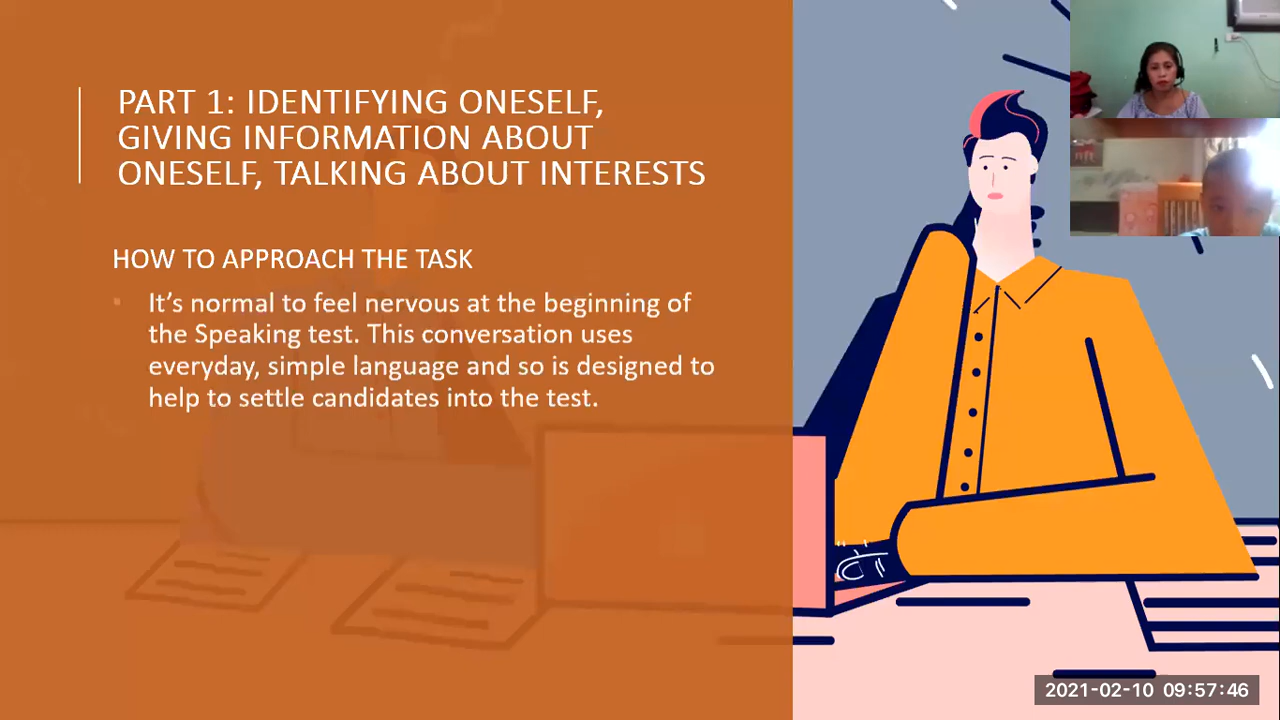 PART 1: IDENTIFYING ONESELF,
GIVING INFORMATION ABOUT
ONESELF, TALKING ABOUT INTERESTS
HOW TO APPROACH THE TASK
▪ It’s normal to feel nervous at the beginning of
the Speaking test. This conversation uses
everyday, simple language and so is designed to
help to settle candidates into the test.
2021-02-10 09:57:46